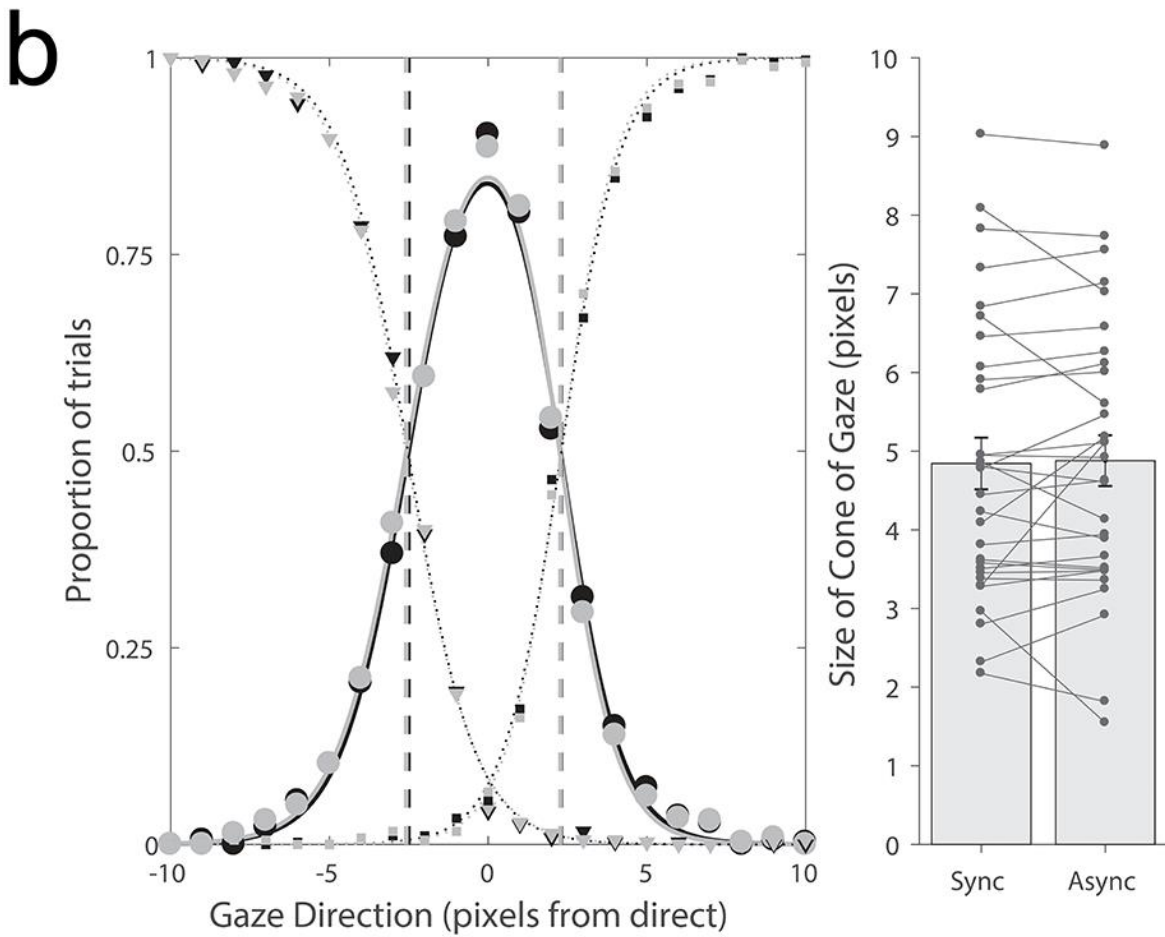 b
1
0.75
0.5
0.25
0
Proportion of trials
-10 -5 0 5 10
Gaze Direction (pixels from direct)
10
9
8
7
6
5
4
3
2
1
0
Size of Cone of Gaze (pixels)
Sync Async